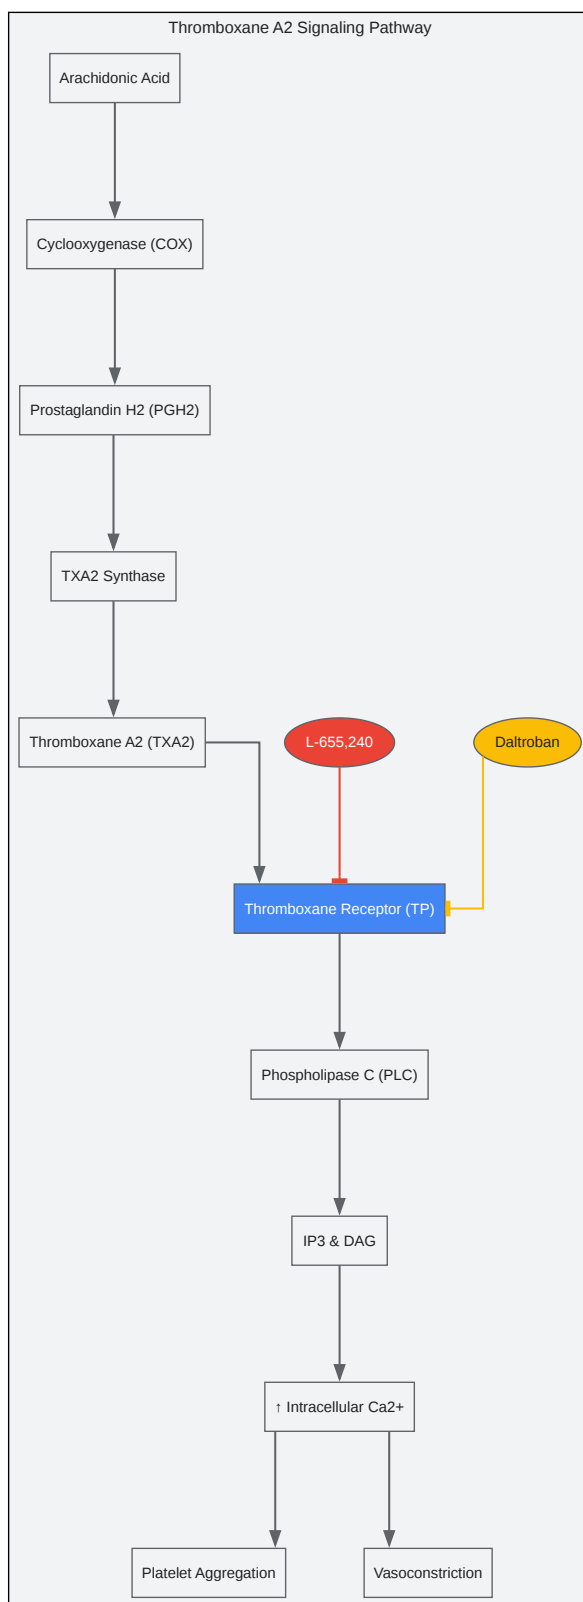 Thromboxane A2 Signaling Pathway
Arachidonic Acid
Cyclooxygenase (COX)
Prostaglandin H2 (PGH2)
TXA2 Synthase
Thromboxane A2 (TXA2)
L-655,240
Daltroban
Thromboxane Receptor (TP)
Phospholipase C (PLC)
IP3 & DAG
↑ Intracellular Ca2+
Platelet Aggregation
Vasoconstriction